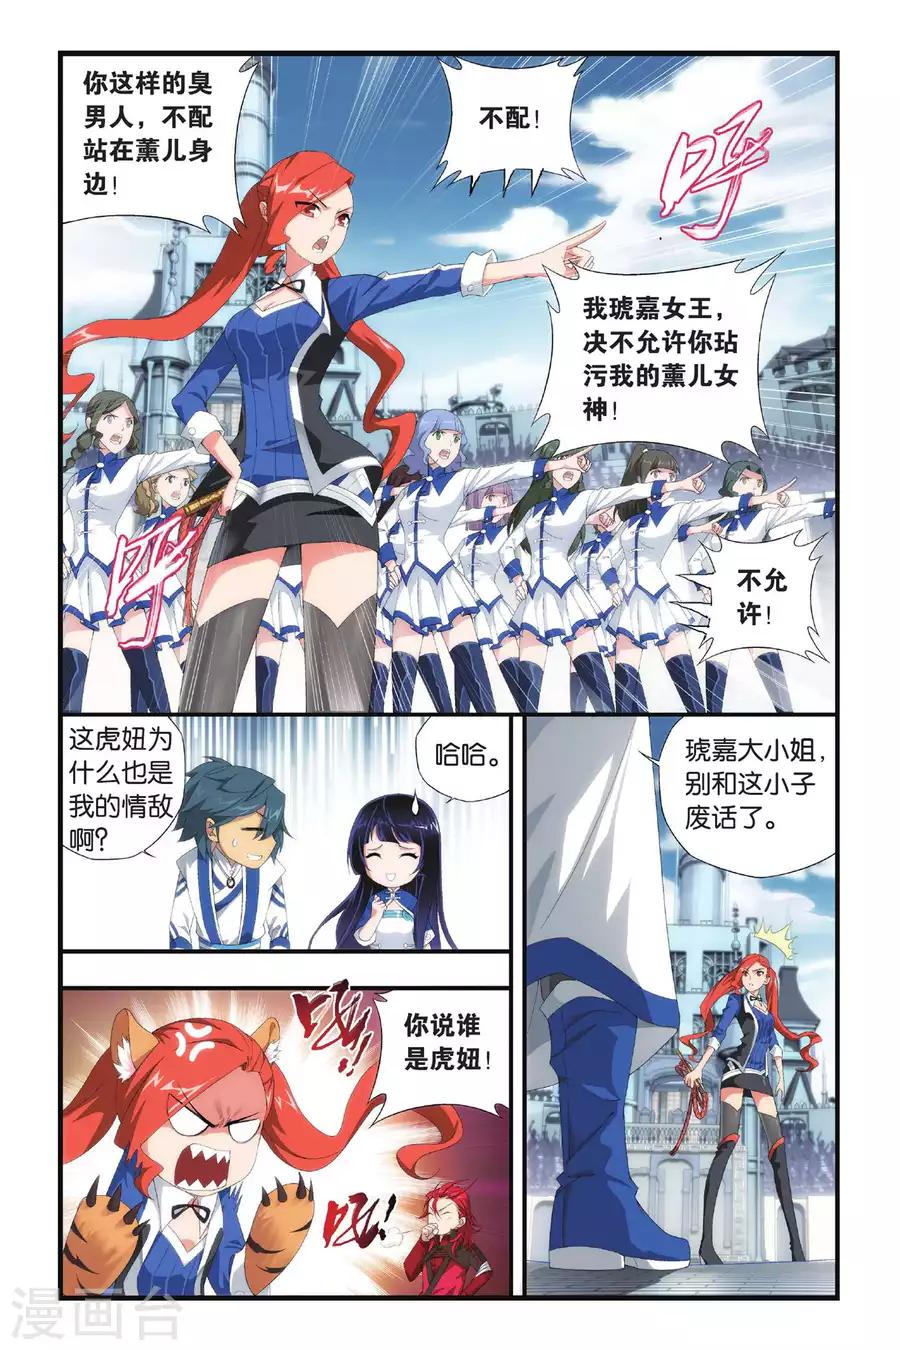 你这样的臭
男人，不配
站在薰儿身
边！
不配！
呼
我琥嘉女王，
决不允许你玷
污我的薰儿女
神！
呼
不允
许！
这虎妞为
什么也是
我的情敌
啊？
哈哈。
琥嘉大小姐，
别和这小子
废话了。
吼!!
你说谁
是虎妞！
吼!
漫画台